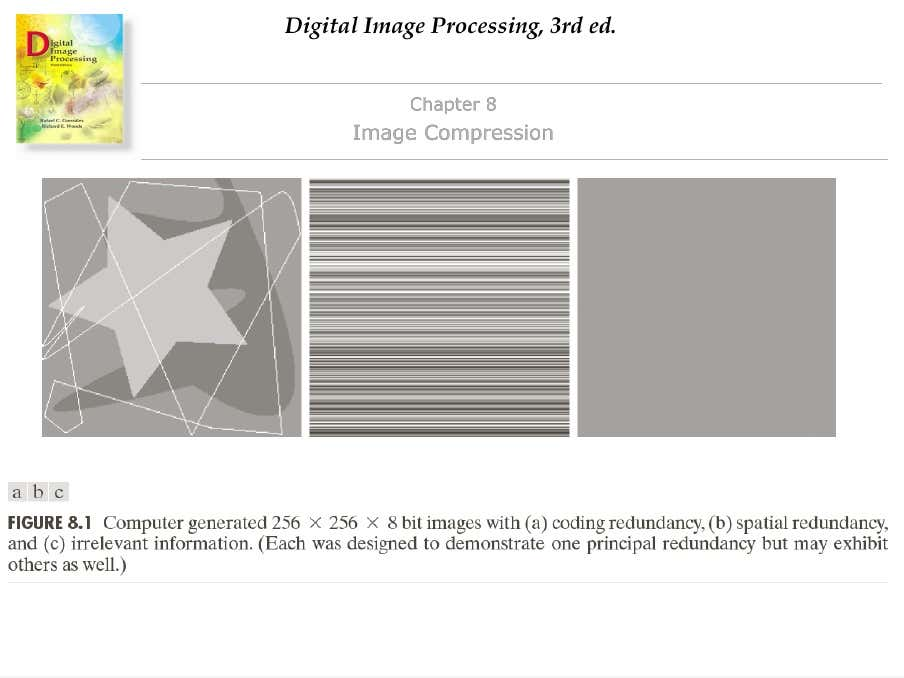 Digital Image Processing, 3rd ed.
Digital
Image
Processing
Rafael C. Gonzalez
Richard E. Woods
Chapter 8
Image Compression
a b c
FIGURE 8.1 Computer generated 256 × 256 × 8 bit images with (a) coding redundancy, (b) spatial redundancy,
and (c) irrelevant information. (Each was designed to demonstrate one principal redundancy but may exhibit
others as well.)